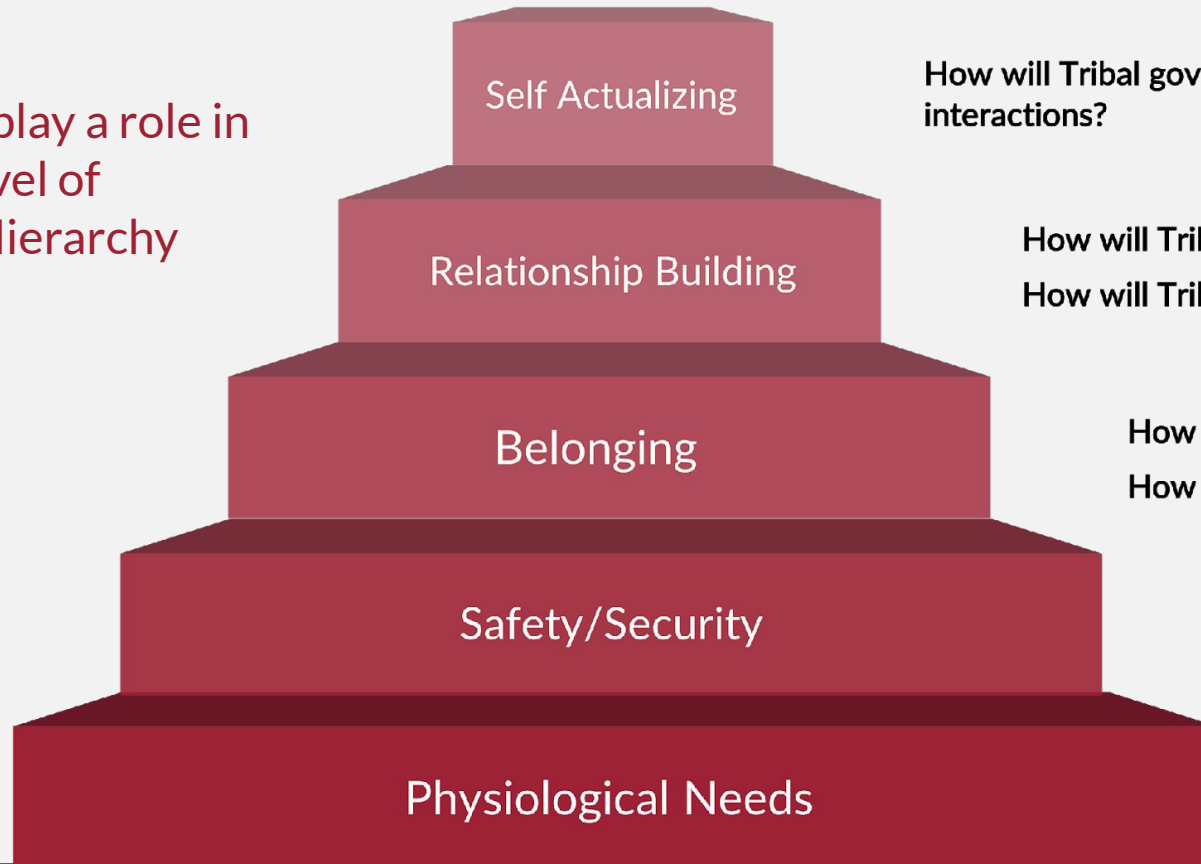 play a role in
vel of
Hierarchy
Self Actualizing
How will Tribal gov
interactions?
Relationship Building
How will Tri
How will Tri
Belonging
How
How
Safety/Security
Physiological Needs